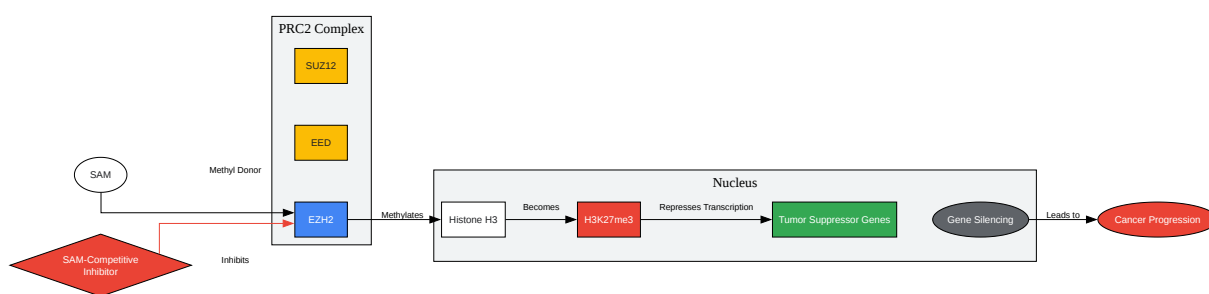 PRC2 Complex
SUZ12
EED
Methyl Donor
SAM
Nucleus
EZH2
Methylates
Histone H3
Becomes
H3K27me3
Represses Transcription
Tumor Suppressor Genes
Gene Silencing
Leads to
Cancer Progression
SAM-Competitive
Inhibitor
Inhibits